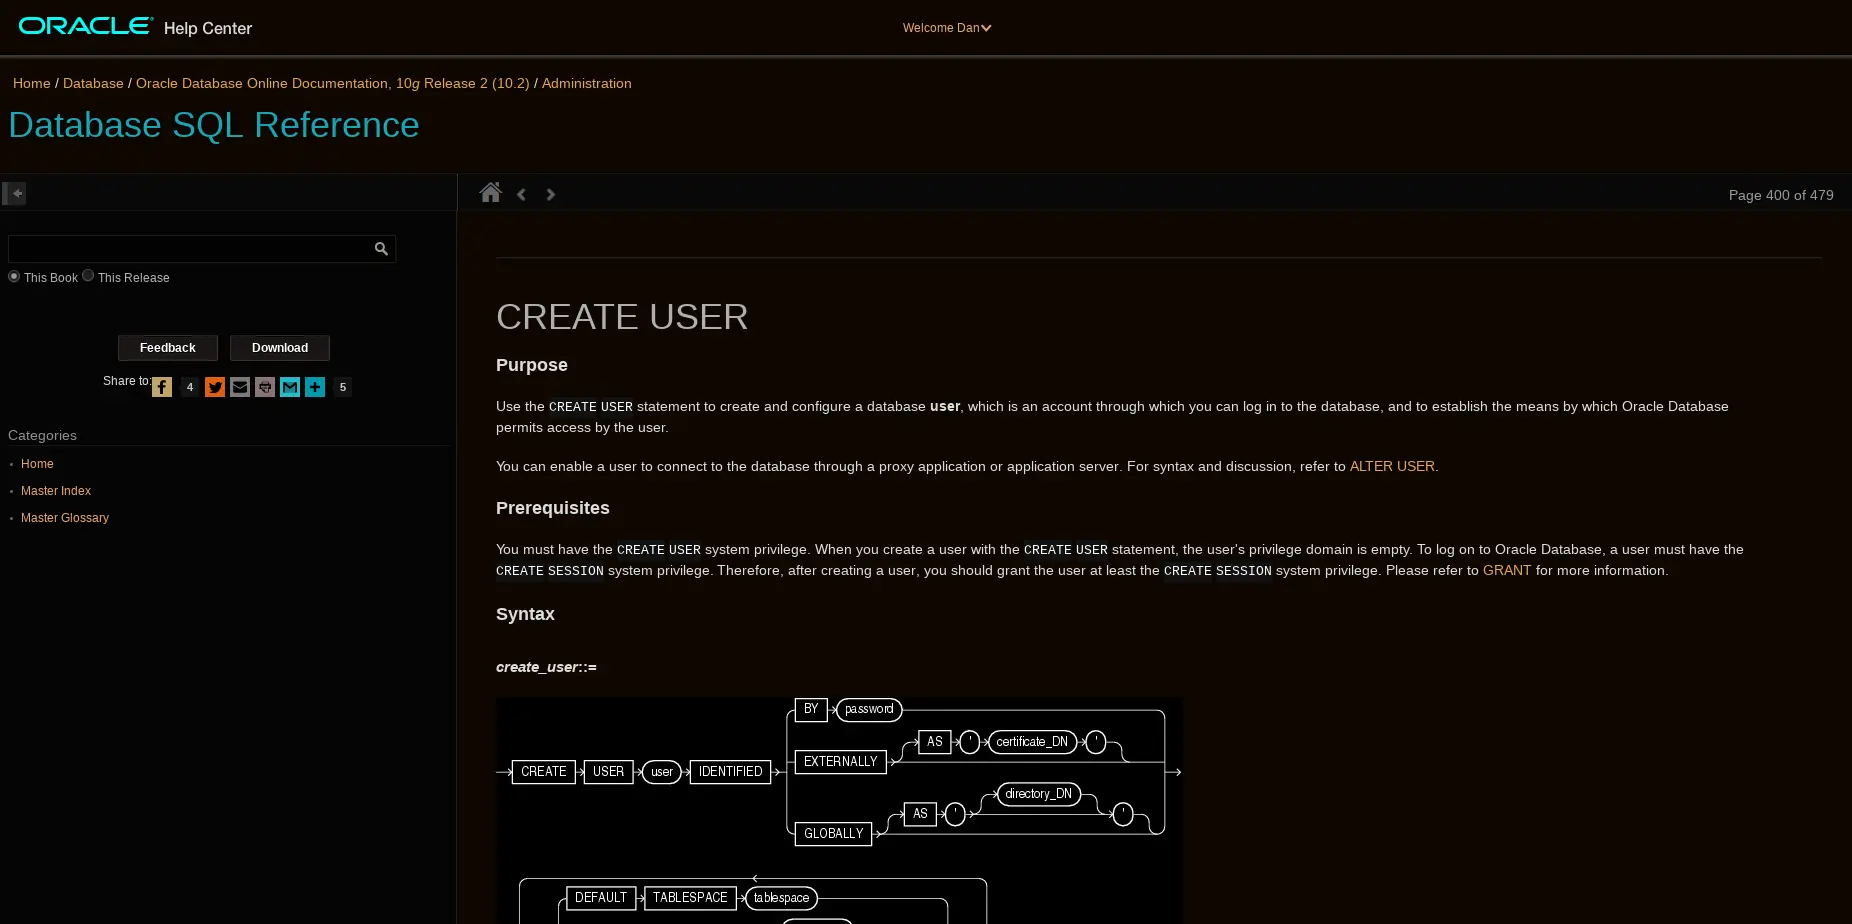 ORACLE® Help Center
Welcome Dan
Home / Database / Oracle Database Online Documentation, 10g Release 2 (10.2) / Administration
Database SQL Reference
Page 400 of 479
This Book This Release
Feedback Download
Share to: 4 5
Categories
• Home
• Master Index
• Master Glossary
CREATE USER
Purpose
Use the CREATE USER statement to create and configure a database user, which is an account through which you can log in to the database, and to establish the means by which Oracle Database
permits access by the user.
You can enable a user to connect to the database through a proxy application or application server. For syntax and discussion, refer to ALTER USER.
Prerequisites
You must have the CREATE USER system privilege. When you create a user with the CREATE USER statement, the user's privilege domain is empty. To log on to Oracle Database, a user must have the
CREATE SESSION system privilege. Therefore, after creating a user, you should grant the user at least the CREATE SESSION system privilege. Please refer to GRANT for more information.
Syntax
create_user::=
BY password
AS ' certificate_DN '
EXTERNALLY
CREATE USER user IDENTIFIED
directory_DN
AS ' '
GLOBALLY
DEFAULT TABLESPACE tablespace